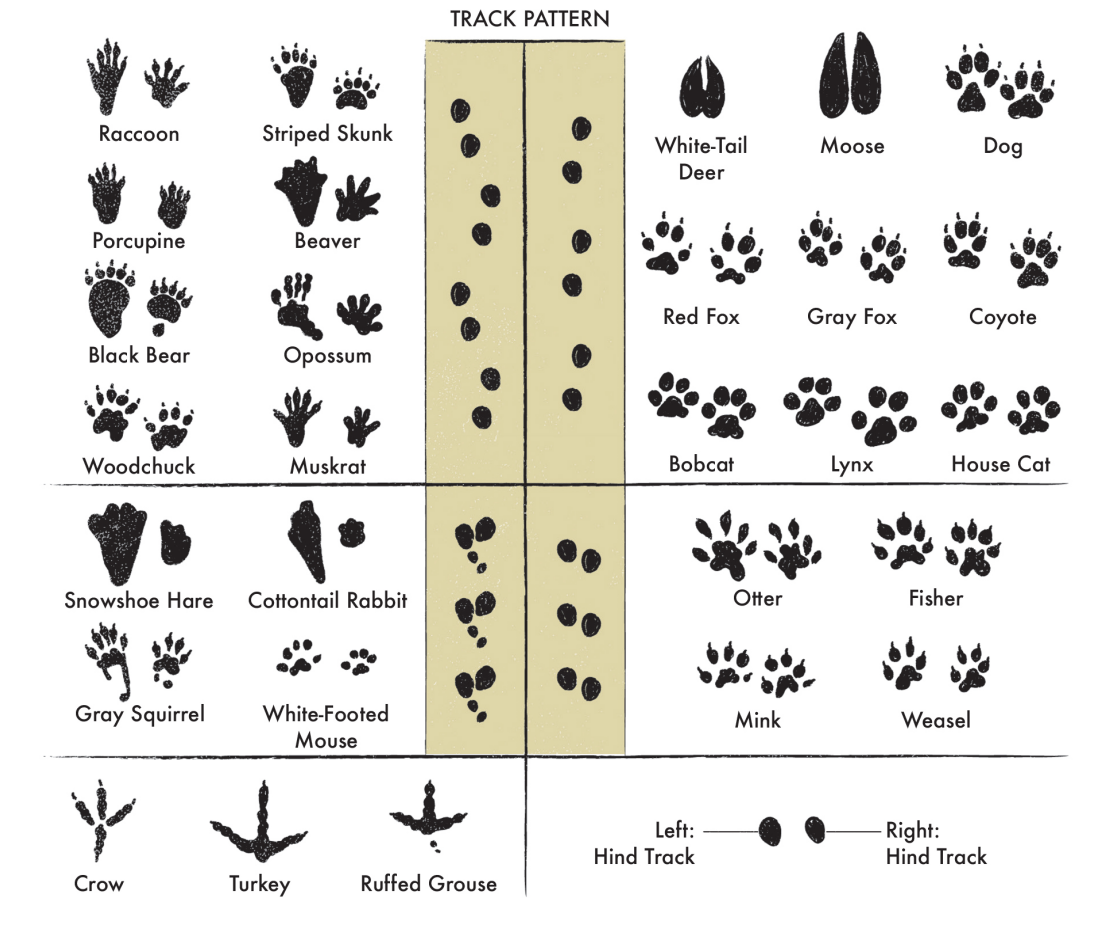 TRACK PATTERN
Raccoon
Striped Skunk
White-Tail
Deer
Moose
Dog
Porcupine
Beaver
Red Fox
Gray Fox
Coyote
Black Bear
Opossum
Woodchuck
Muskrat
Bobcat
Lynx
House Cat
Snowshoe Hare
Cottontail Rabbit
Otter
Fisher
Gray Squirrel
White-Footed
Mouse
Mink
Weasel
Crow
Turkey
Ruffed Grouse
Left:
Hind Track
Right:
Hind Track